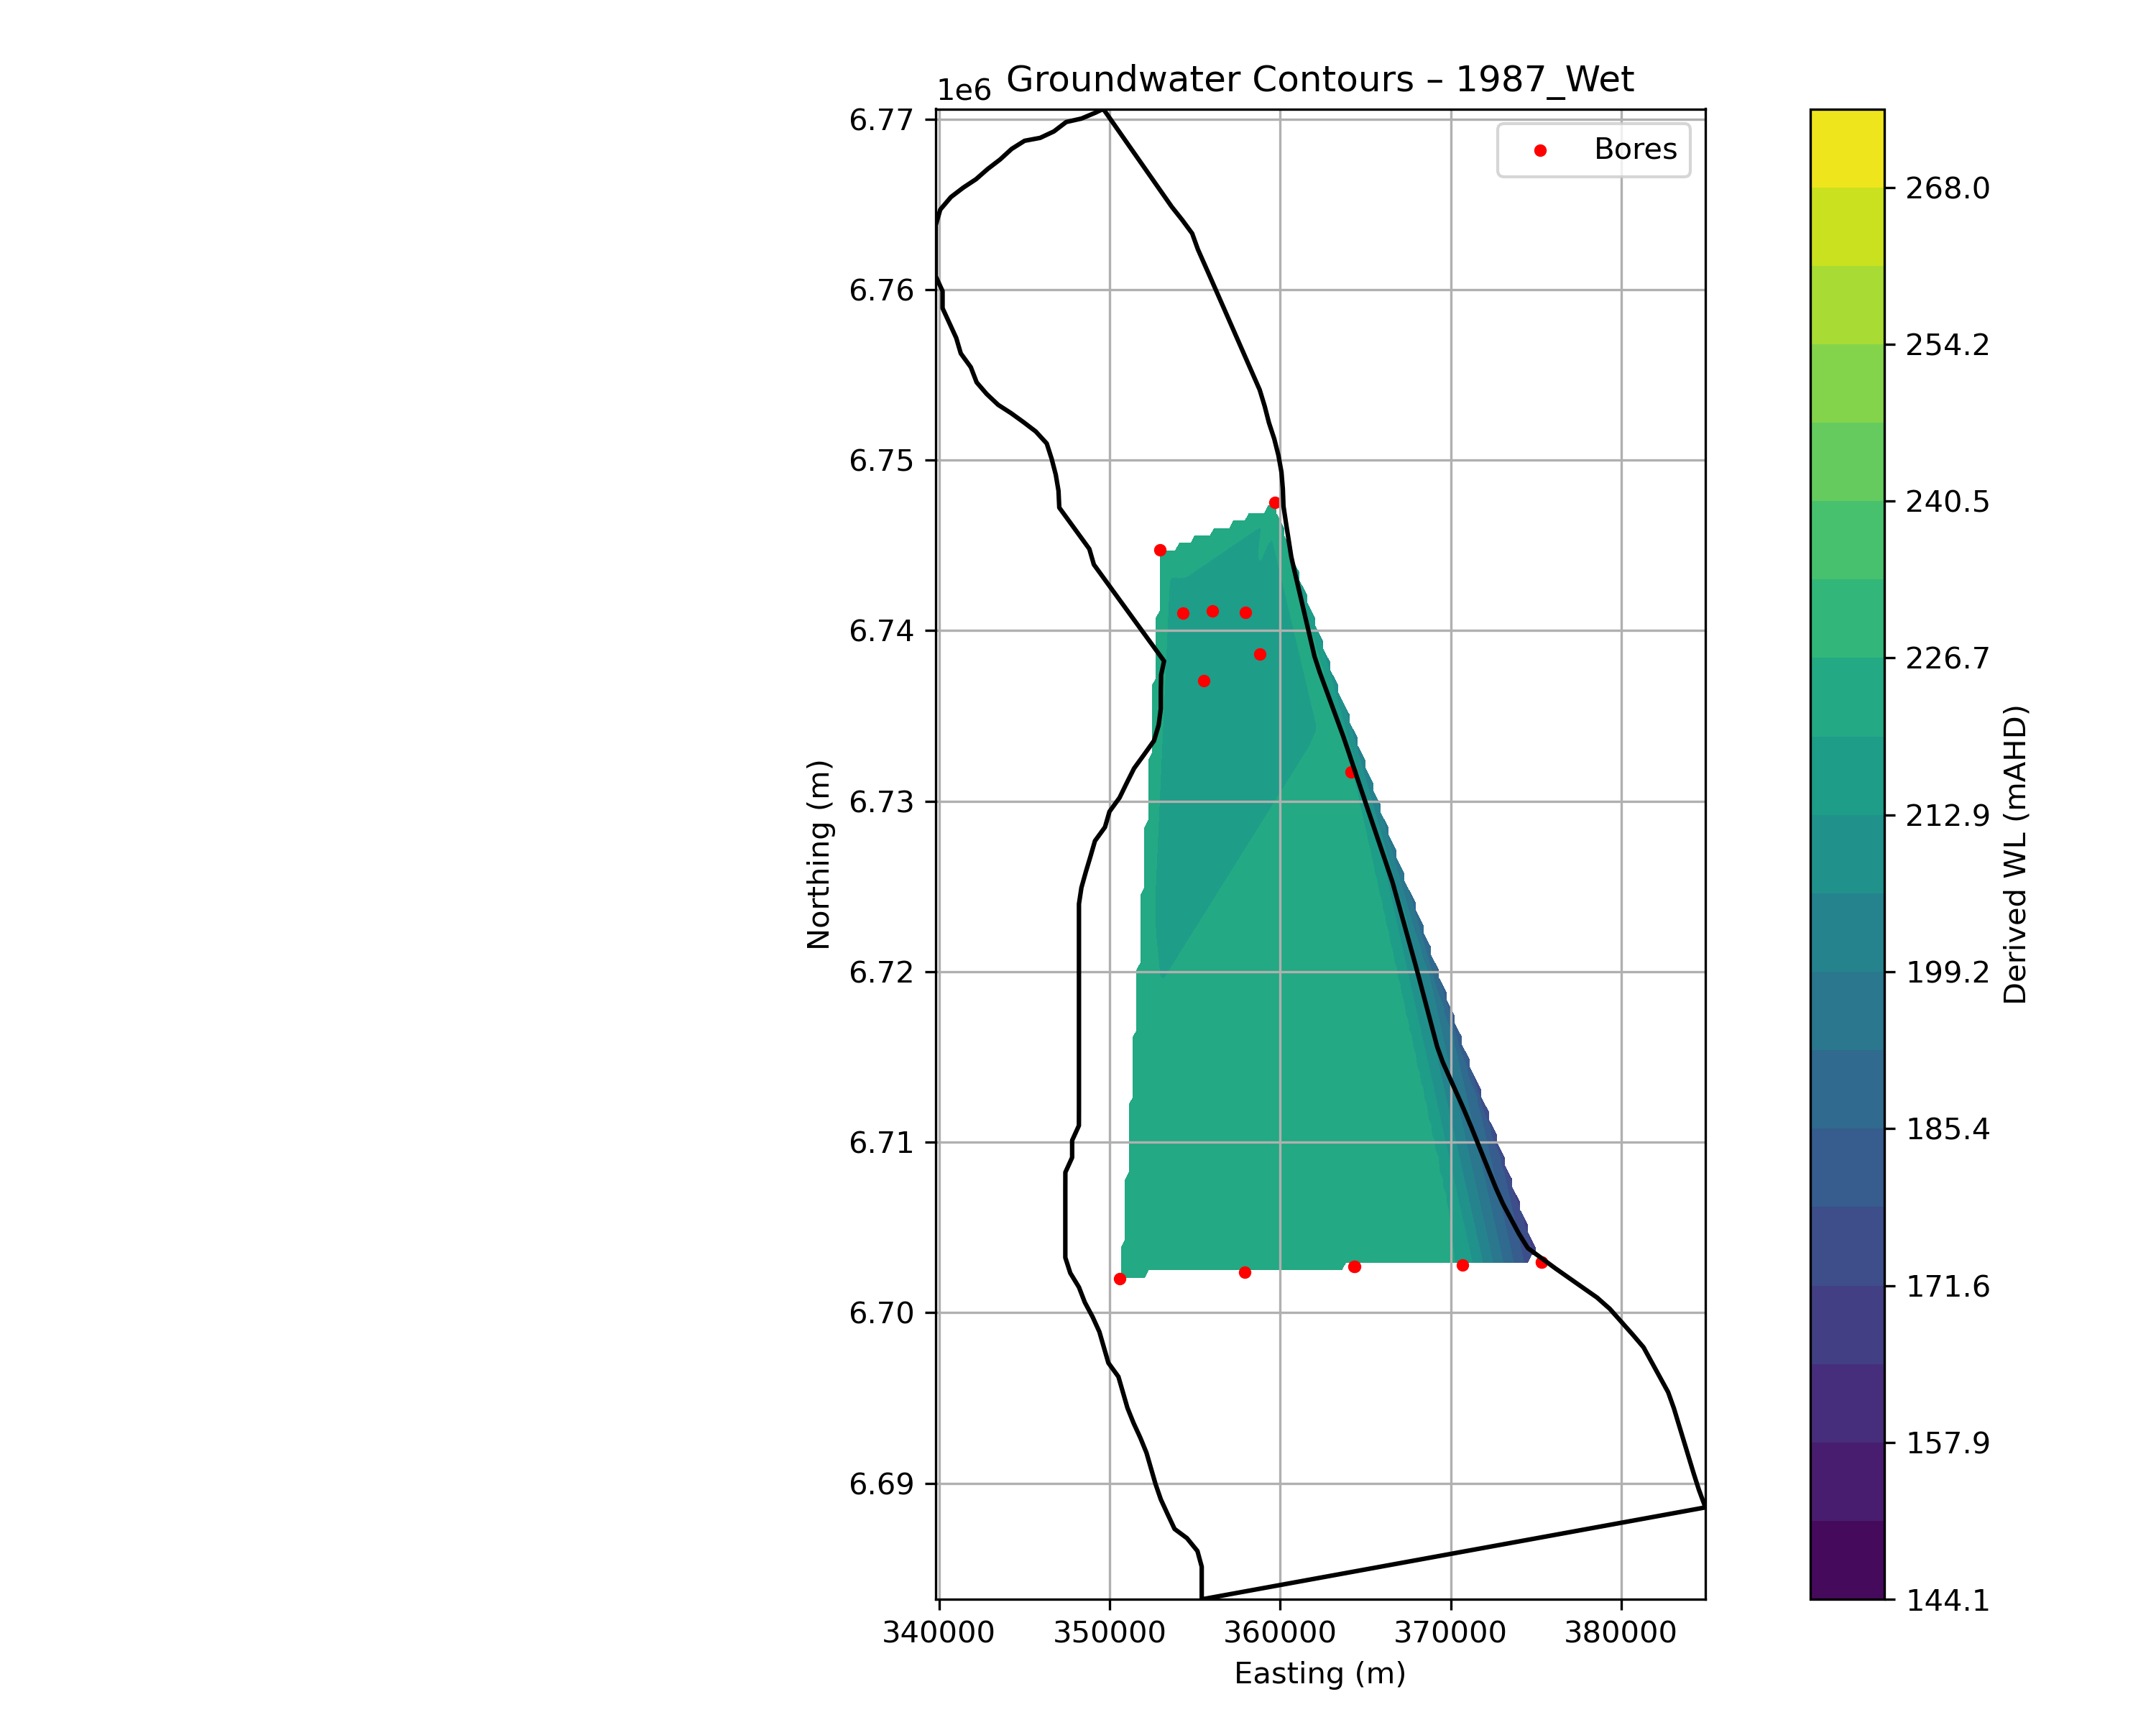 Groundwater Contours – 1987_Wet
1e6
Bores
6.77
6.76
6.75
6.74
6.73
6.72
6.71
6.70
6.69
Northing (m)
340000 350000 360000 370000 380000
Easting (m)
268.0
254.2
240.5
226.7
212.9
199.2
185.4
171.6
157.9
144.1
Derived WL (mAHD)